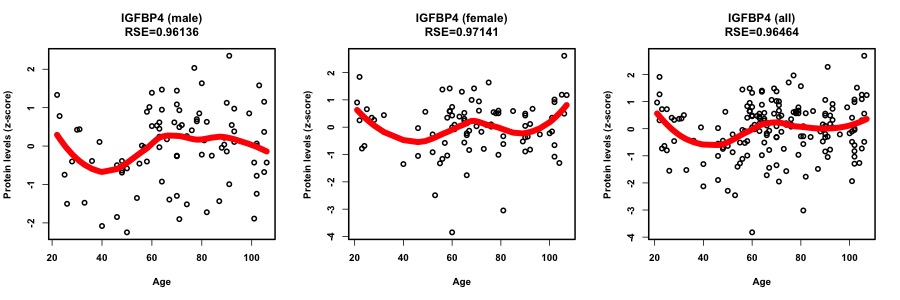 IGFBP4 (male)
RSE=0.96136
Protein levels (z-score)
2
1
0
-1
-2
20
40
60
80
100
Age
IGFBP4 (female)
RSE=0.97141
Protein levels (z-score)
2
1
0
-1
-2
-3
-4
20
40
60
80
100
Age
IGFBP4 (all)
RSE=0.96464
Protein levels (z-score)
2
1
0
-1
-2
-3
-4
20
40
60
80
100
Age